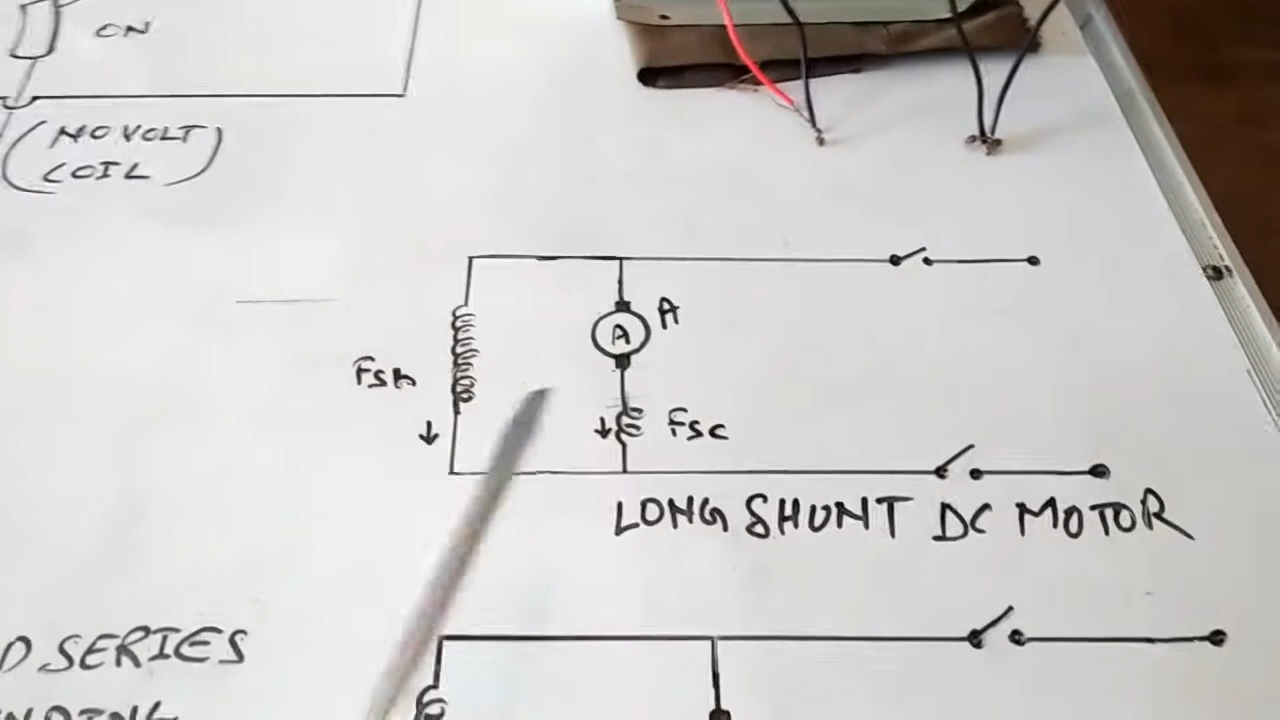 ON
(NO VOLT
COIL)
A
A
Fsh
Fsc
LONG SHUNT DC MOTOR
D SERIES